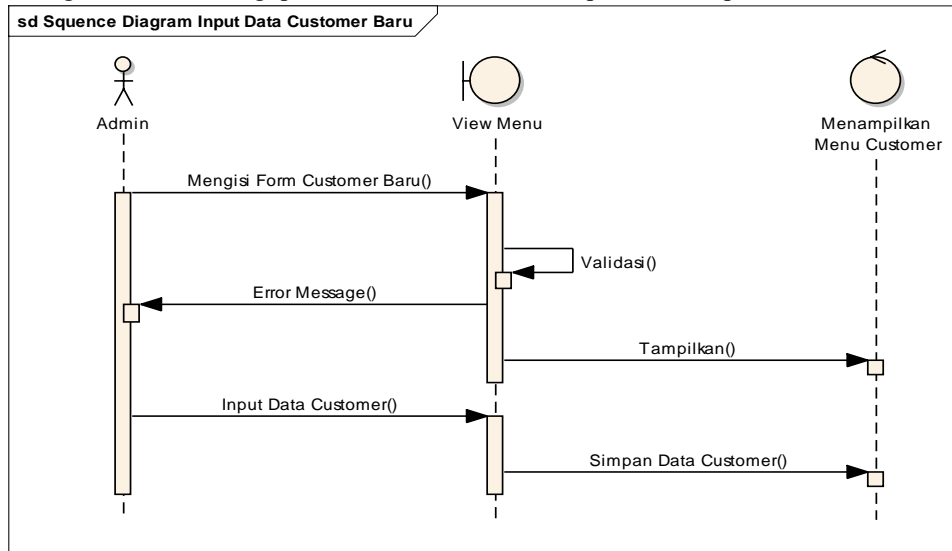 sd Squence Diagram Input Data Customer Baru
Admin
View Menu
Menampilkan
Menu Customer
Mengisi Form Customer Baru()
Validasi()
Error Message()
Tampilkan()
Input Data Customer()
Simpan Data Customer()